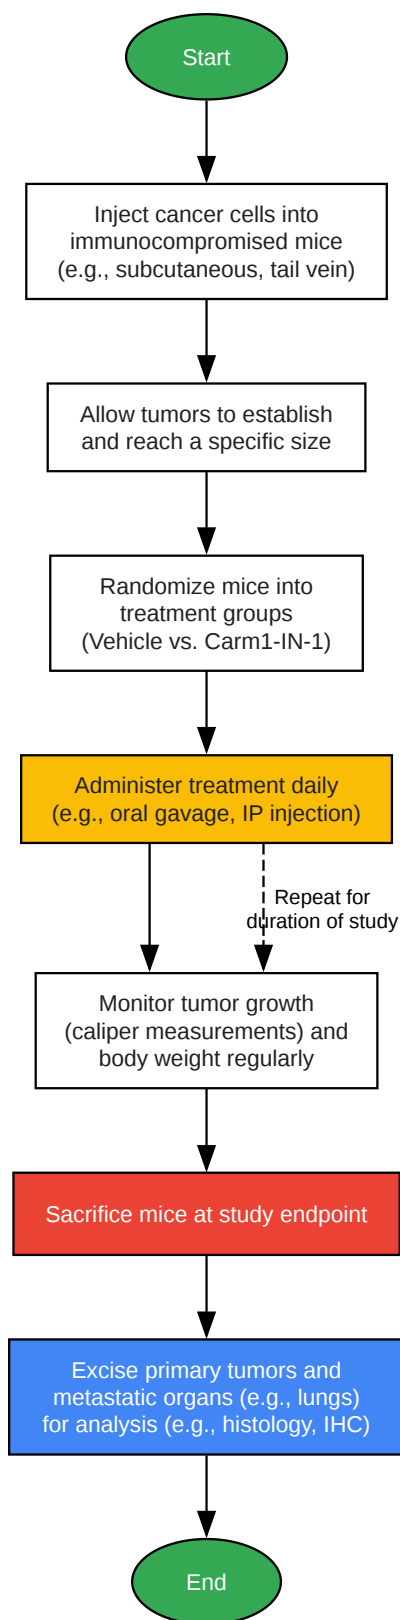 Start
Inject cancer cells into
immunocompromised mice
(e.g., subcutaneous, tail vein)
Allow tumors to establish
and reach a specific size
Randomize mice into
treatment groups
(Vehicle vs. Carm1-IN-1)
Administer treatment daily
(e.g., oral gavage, IP injection)
Repeat for
duration of study
Monitor tumor growth
(caliper measurements) and
body weight regularly
Sacrifice mice at study endpoint
Excise primary tumors and
metastatic organs (e.g., lungs)
for analysis (e.g., histology, IHC)
End